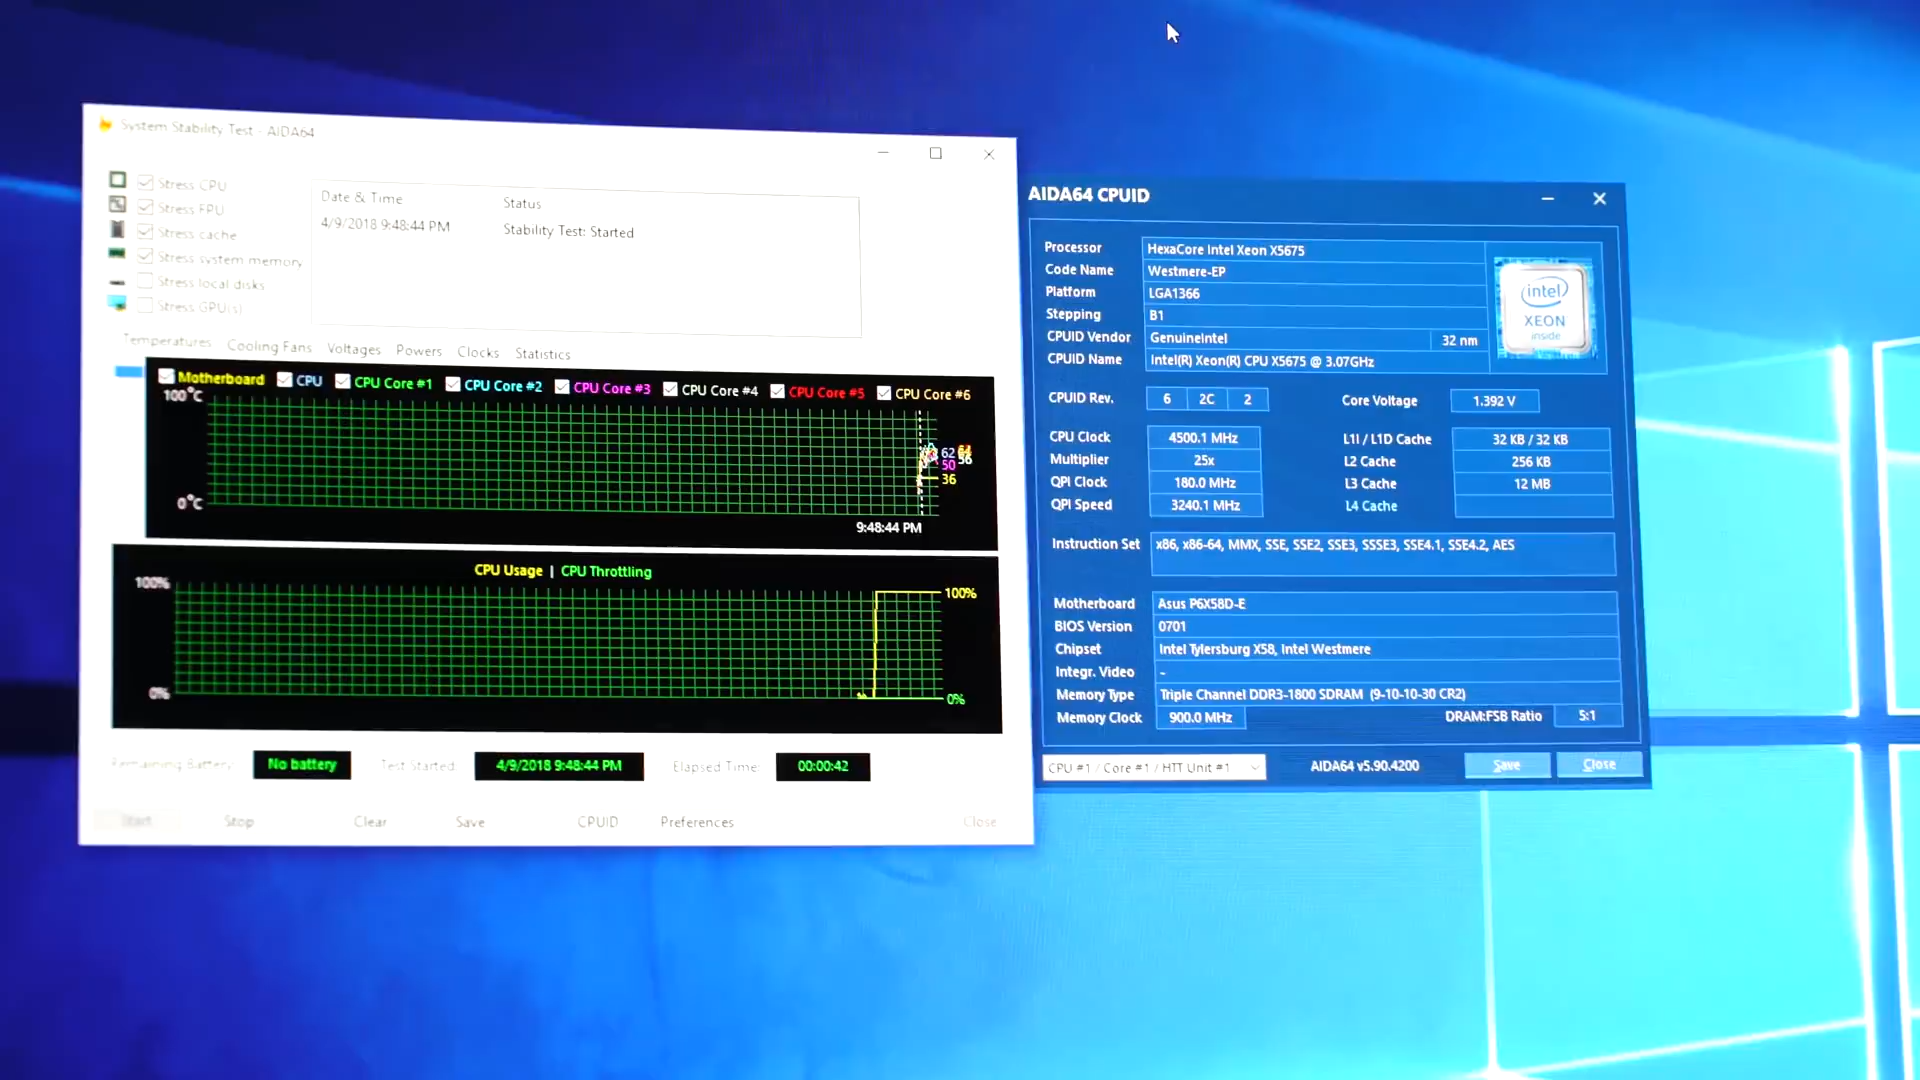 System Stability Test - AIDA64
Stress CPU
Stress FPU
Stress cache
Stress system memory
Stress local disks
Stress GPU(s)
Date & Time Status
4/9/2018 9:48:44 PM Stability Test: Started
Temperatures Cooling Fans Voltages Powers Clocks Statistics
Motherboard CPU CPU Core #1 CPU Core #2 CPU Core #3 CPU Core #4 CPU Core #5 CPU Core #6
100°C
62
56
50
36
0°C
9:48:44 PM
CPU Usage | CPU Throttling
100% 100%
0% 0%
Remaining Battery: No battery Test Started: 4/9/2018 9:48:44 PM Elapsed Time: 00:00:42
Start Stop Clear Save CPUID Preferences Close
AIDA64 CPUID
Processor HexaCore Intel Xeon X5675
Code Name Westmere-EP
Platform LGA1366
Stepping B1
CPUID Vendor GenuineIntel 32 nm
CPUID Name Intel(R) Xeon(R) CPU X5675 @ 3.07GHz
intel
XEON
inside
CPUID Rev. 6 2C 2 Core Voltage 1.392 V
CPU Clock 4500.1 MHz L1I / L1D Cache 32 KB / 32 KB
Multiplier 25x L2 Cache 256 KB
QPI Clock 180.0 MHz L3 Cache 12 MB
QPI Speed 3240.1 MHz L4 Cache
Instruction Set x86, x86-64, MMX, SSE, SSE2, SSE3, SSSE3, SSE4.1, SSE4.2, AES
Motherboard Asus P6X58D-E
BIOS Version 0701
Chipset Intel Tylersburg X58, Intel Westmere
Integr. Video -
Memory Type Triple Channel DDR3-1800 SDRAM (9-10-10-30 CR2)
Memory Clock 900.0 MHz DRAM:FSB Ratio 5:1
CPU #1 / Core #1 / HTT Unit #1 AIDA64 v5.90.4200 Save Close